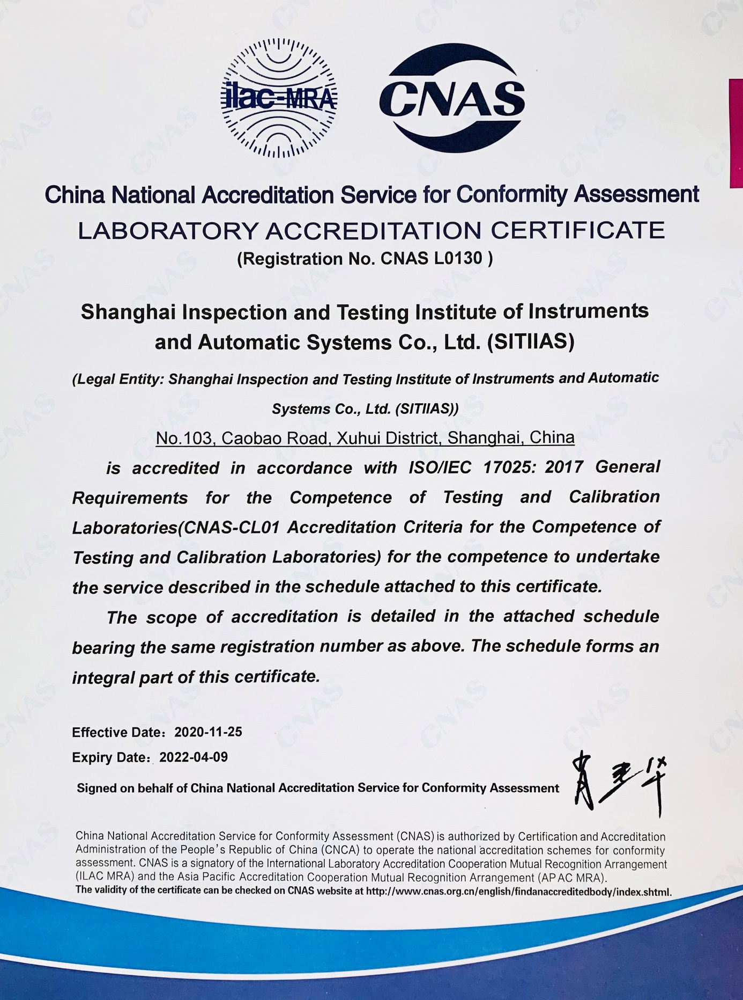 ilac-MRA
CNAS
China National Accreditation Service for Conformity Assessment
LABORATORY ACCREDITATION CERTIFICATE
(Registration No. CNAS L0130 )
Shanghai Inspection and Testing Institute of Instruments
and Automatic Systems Co., Ltd. (SITIIAS)
(Legal Entity: Shanghai Inspection and Testing Institute of Instruments and Automatic
Systems Co., Ltd. (SITIIAS))
No.103, Caobao Road, Xuhui District, Shanghai, China
is accredited in accordance with ISO/IEC 17025: 2017 General
Requirements for the Competence of Testing and Calibration
Laboratories(CNAS-CL01 Accreditation Criteria for the Competence of
Testing and Calibration Laboratories) for the competence to undertake
the service described in the schedule attached to this certificate.
The scope of accreditation is detailed in the attached schedule
bearing the same registration number as above. The schedule forms an
integral part of this certificate.
Effective Date: 2020-11-25
Expiry Date: 2022-04-09
Signed on behalf of China National Accreditation Service for Conformity Assessment
China National Accreditation Service for Conformity Assessment (CNAS) is authorized by Certification and Accreditation
Administration of the People's Republic of China (CNCA) to operate the national accreditation schemes for conformity
assessment. CNAS is a signatory of the International Laboratory Accreditation Cooperation Mutual Recognition Arrangement
(ILAC MRA) and the Asia Pacific Accreditation Cooperation Mutual Recognition Arrangement (APAC MRA).
The validity of the certificate can be checked on CNAS website at http://www.cnas.org.cn/english/findanaccreditedbody/index.shtml.